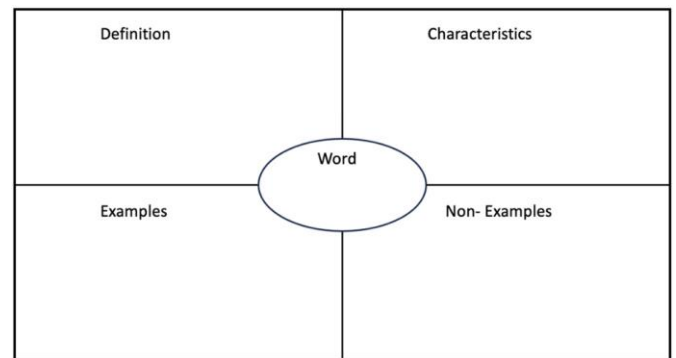 Definition
Characteristics
Word
Examples
Non- Examples